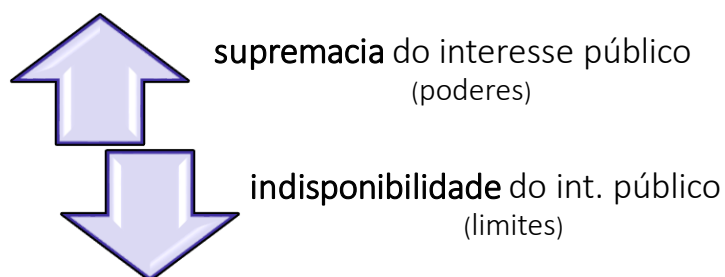 supremacia do interesse público
(poderes)
indisponibilidade do int. público
(limites)